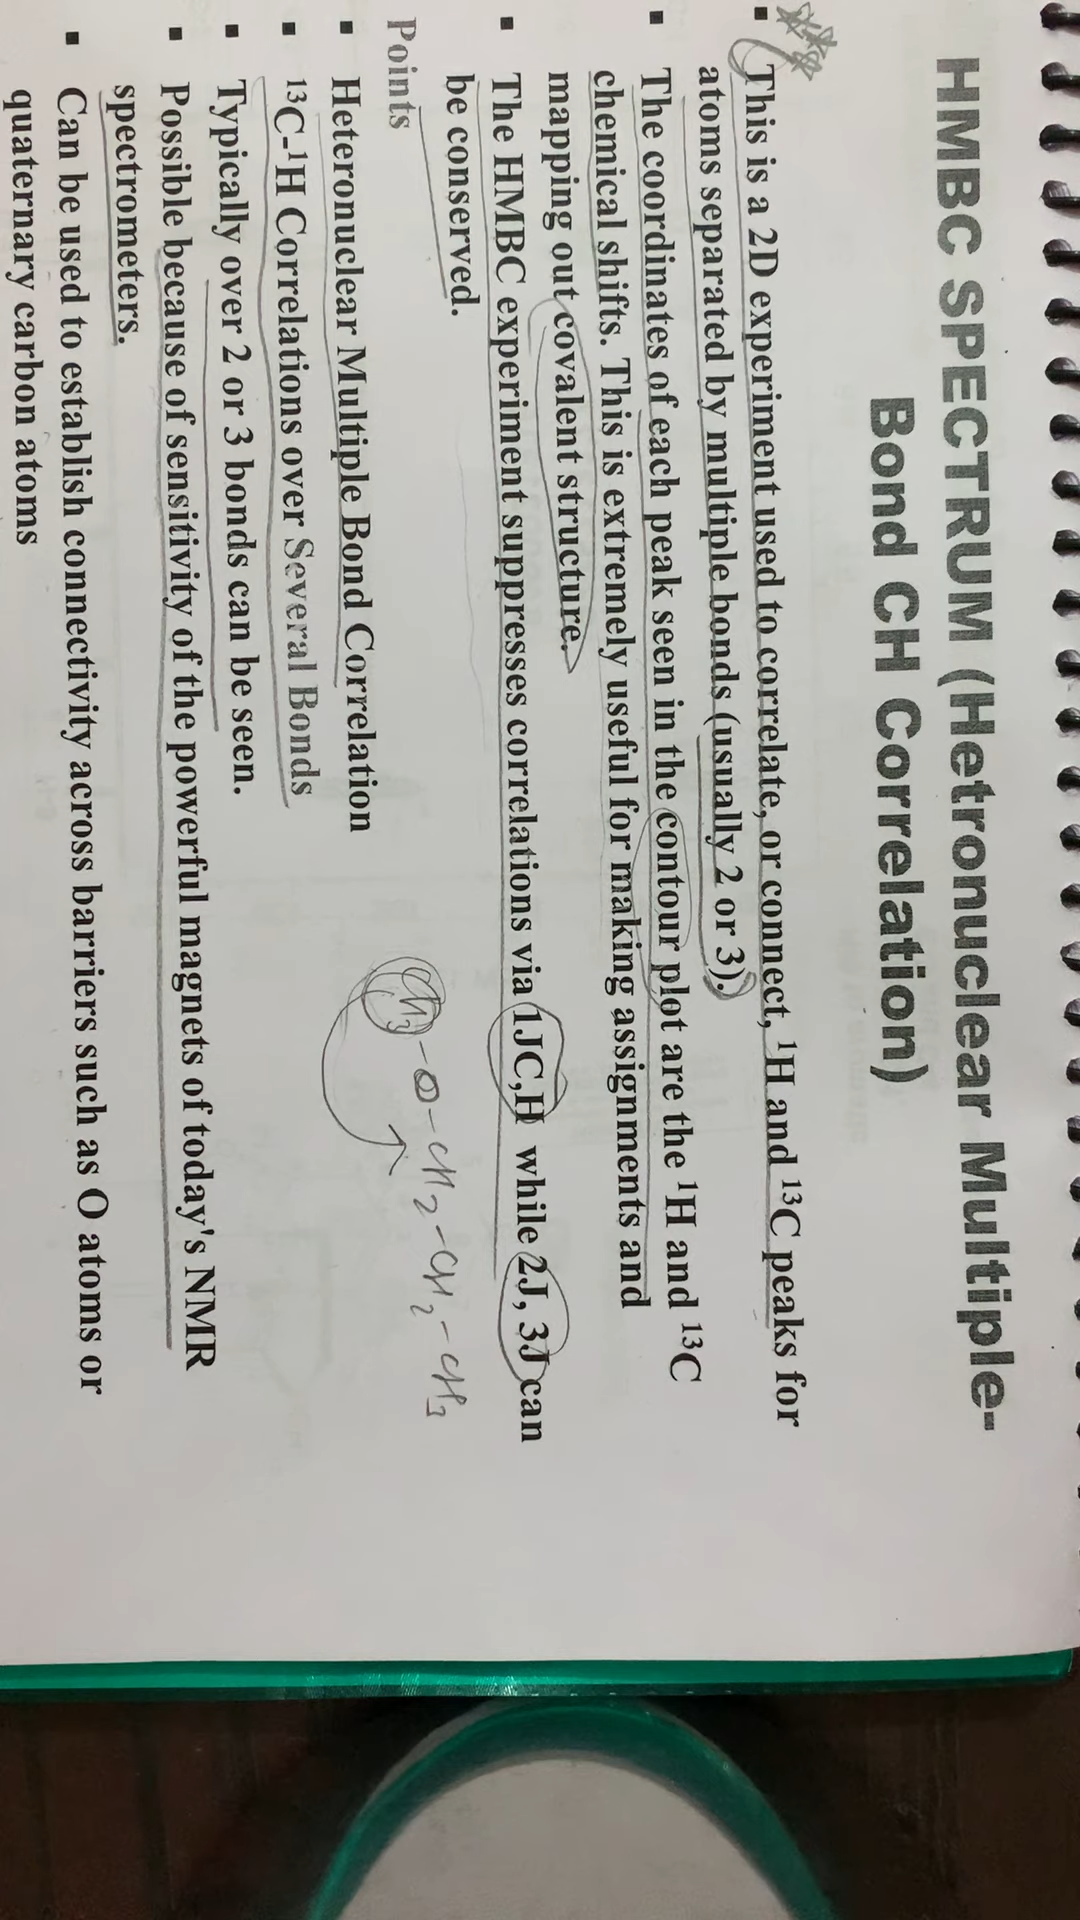 HMBC SPECTRUM (Hetronuclear Multiple-
Bond CH Correlation)
▪ This is a 2D experiment used to correlate, or connect, ¹H and ¹³C peaks for
atoms separated by multiple bonds (usually 2 or 3).
▪ The coordinates of each peak seen in the contour plot are the ¹H and ¹³C
chemical shifts. This is extremely useful for making assignments and
mapping out covalent structure.
▪ The HMBC experiment suppresses correlations via 1JC,H while 2J, 3J can
be conserved.
Points
CH₃-O-CH₂-CH₂-CH₃
▪ Heteronuclear Multiple Bond Correlation
▪ ¹³C-¹H Correlations over Several Bonds
▪ Typically over 2 or 3 bonds can be seen.
▪ Possible because of sensitivity of the powerful magnets of today's NMR
spectrometers.
▪ Can be used to establish connectivity across barriers such as O atoms or
quaternary carbon atoms